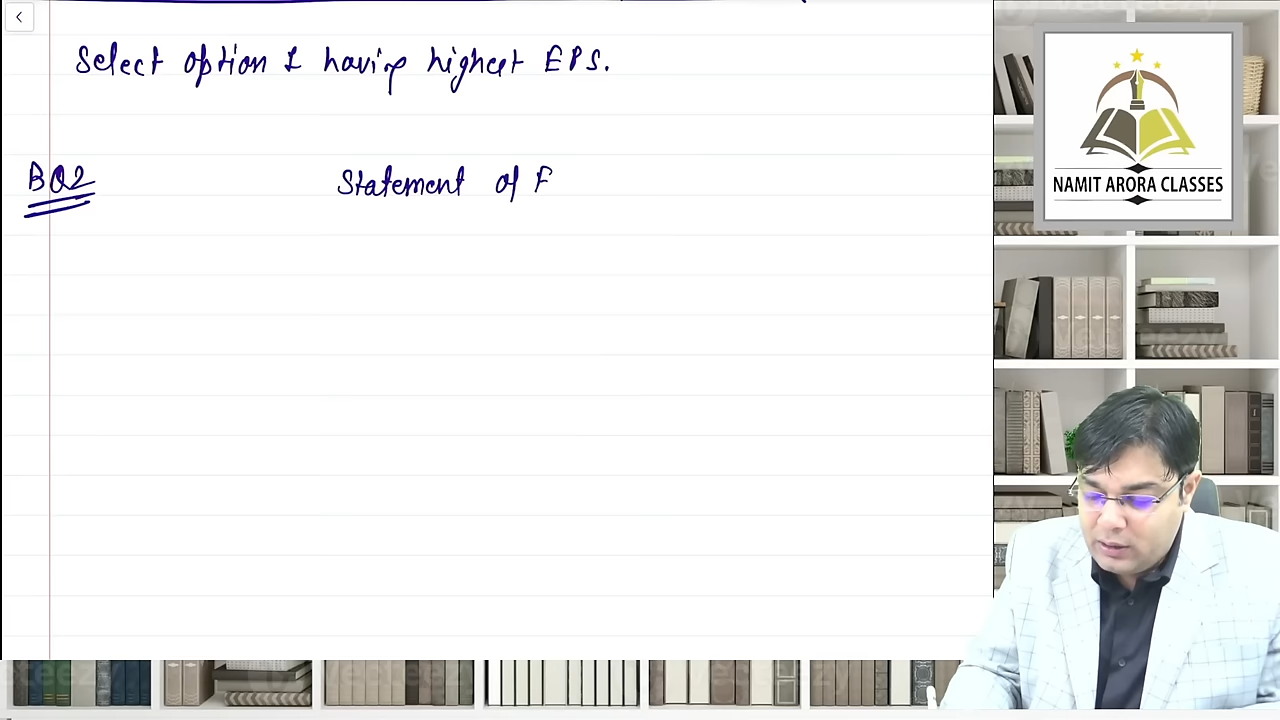 Select option I having highest EPS.
BQ2
Statement of F
NAMIT ARORA CLASSES